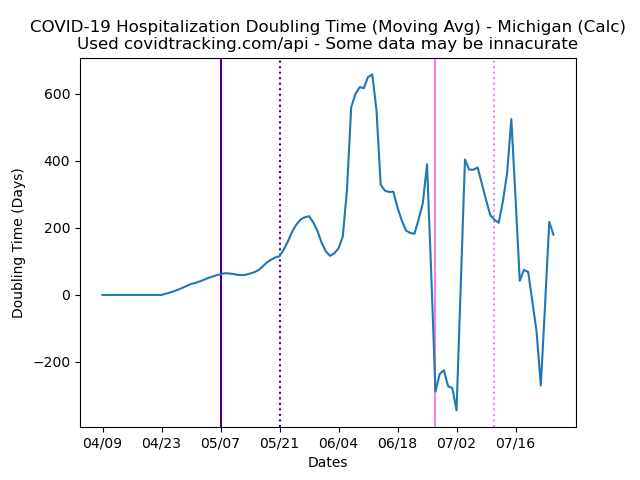 COVID-19 Hospitalization Doubling Time (Moving Avg) - Michigan (Calc)
Used covidtracking.com/api - Some data may be innacurate
600
400
200
0
−200
Doubling Time (Days)
04/09 04/23 05/07 05/21 06/04 06/18 07/02 07/16
Dates